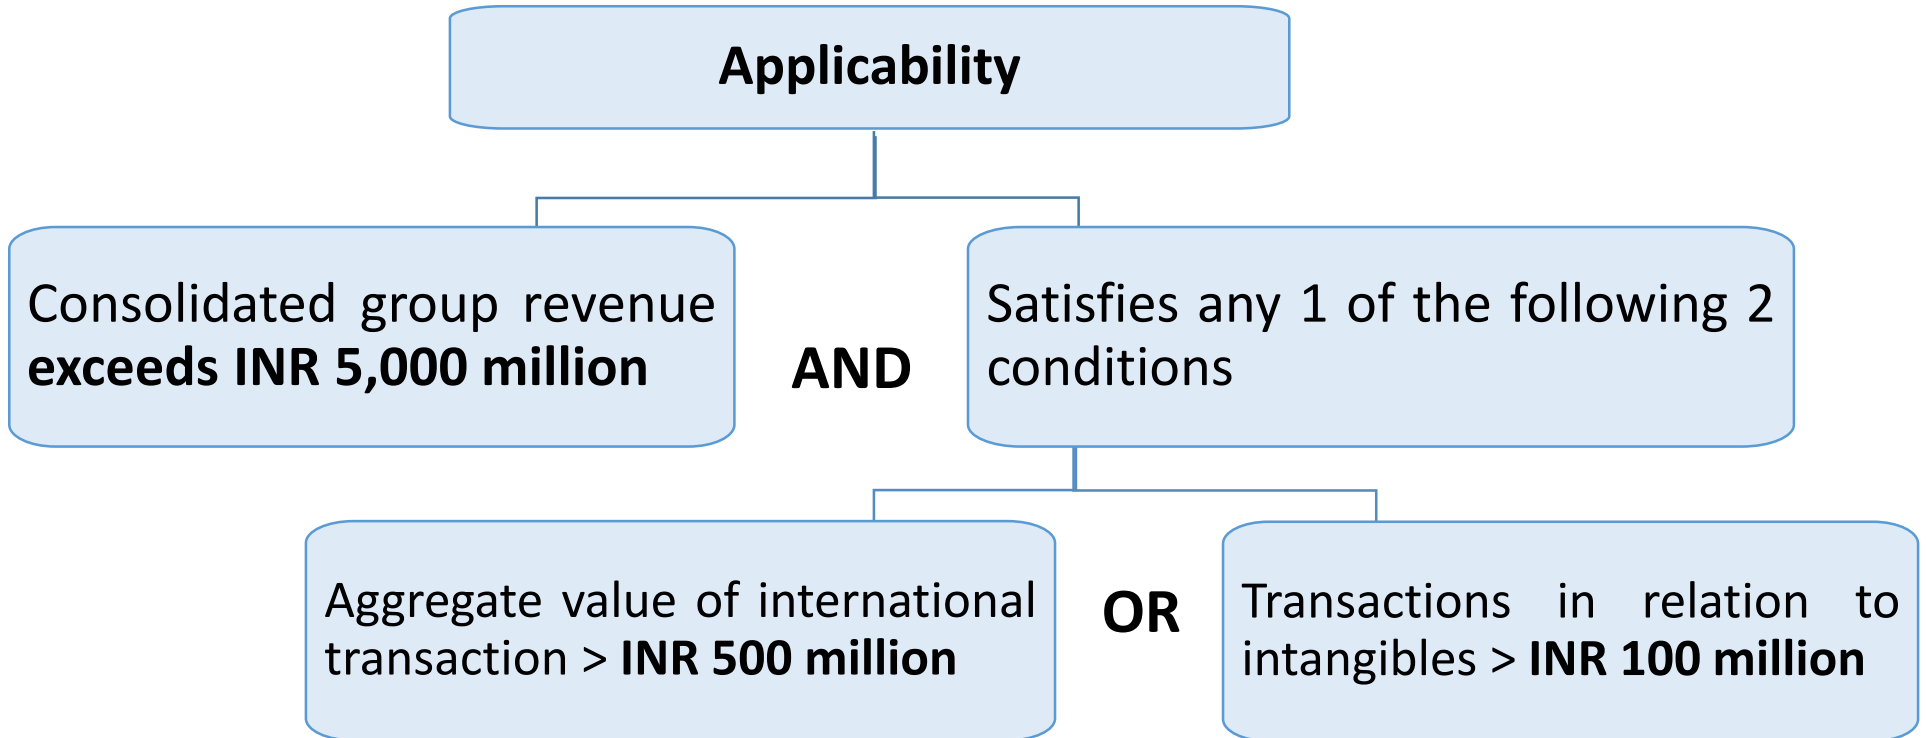 Applicability
Consolidated group revenue
exceeds INR 5,000 million
AND
Satisfies any 1 of the following 2
conditions
Aggregate value of international
transaction > INR 500 million
OR
Transactions in relation to
intangibles > INR 100 million